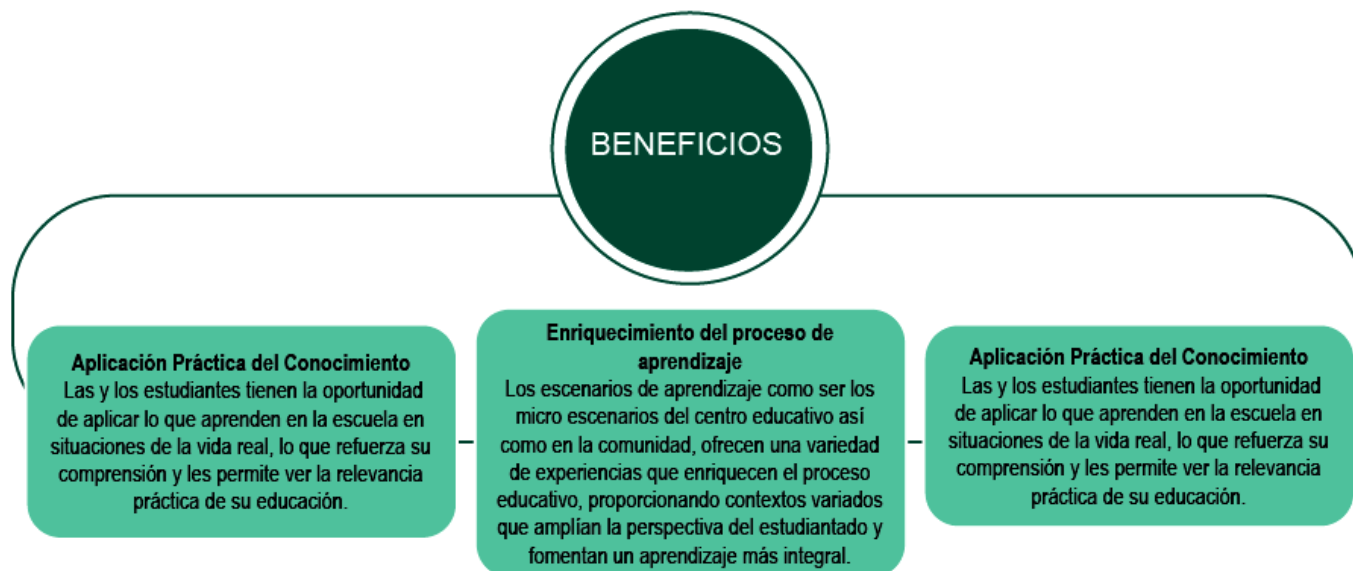 BENEFICIOS
Aplicación Práctica del Conocimiento
Las y los estudiantes tienen la oportunidad
de aplicar lo que aprenden en la escuela en
situaciones de la vida real, lo que refuerza su
comprensión y les permite ver la relevancia
práctica de su educación.
Enriquecimiento del proceso de
aprendizaje
Los escenarios de aprendizaje como ser los
micro escenarios del centro educativo así
como en la comunidad, ofrecen una variedad
de experiencias que enriquecen el proceso
educativo, proporcionando contextos variados
que amplían la perspectiva del estudiantado y
fomentan un aprendizaje más integral.
Aplicación Práctica del Conocimiento
Las y los estudiantes tienen la oportunidad
de aplicar lo que aprenden en la escuela en
situaciones de la vida real, lo que refuerza su
comprensión y les permite ver la relevancia
práctica de su educación.